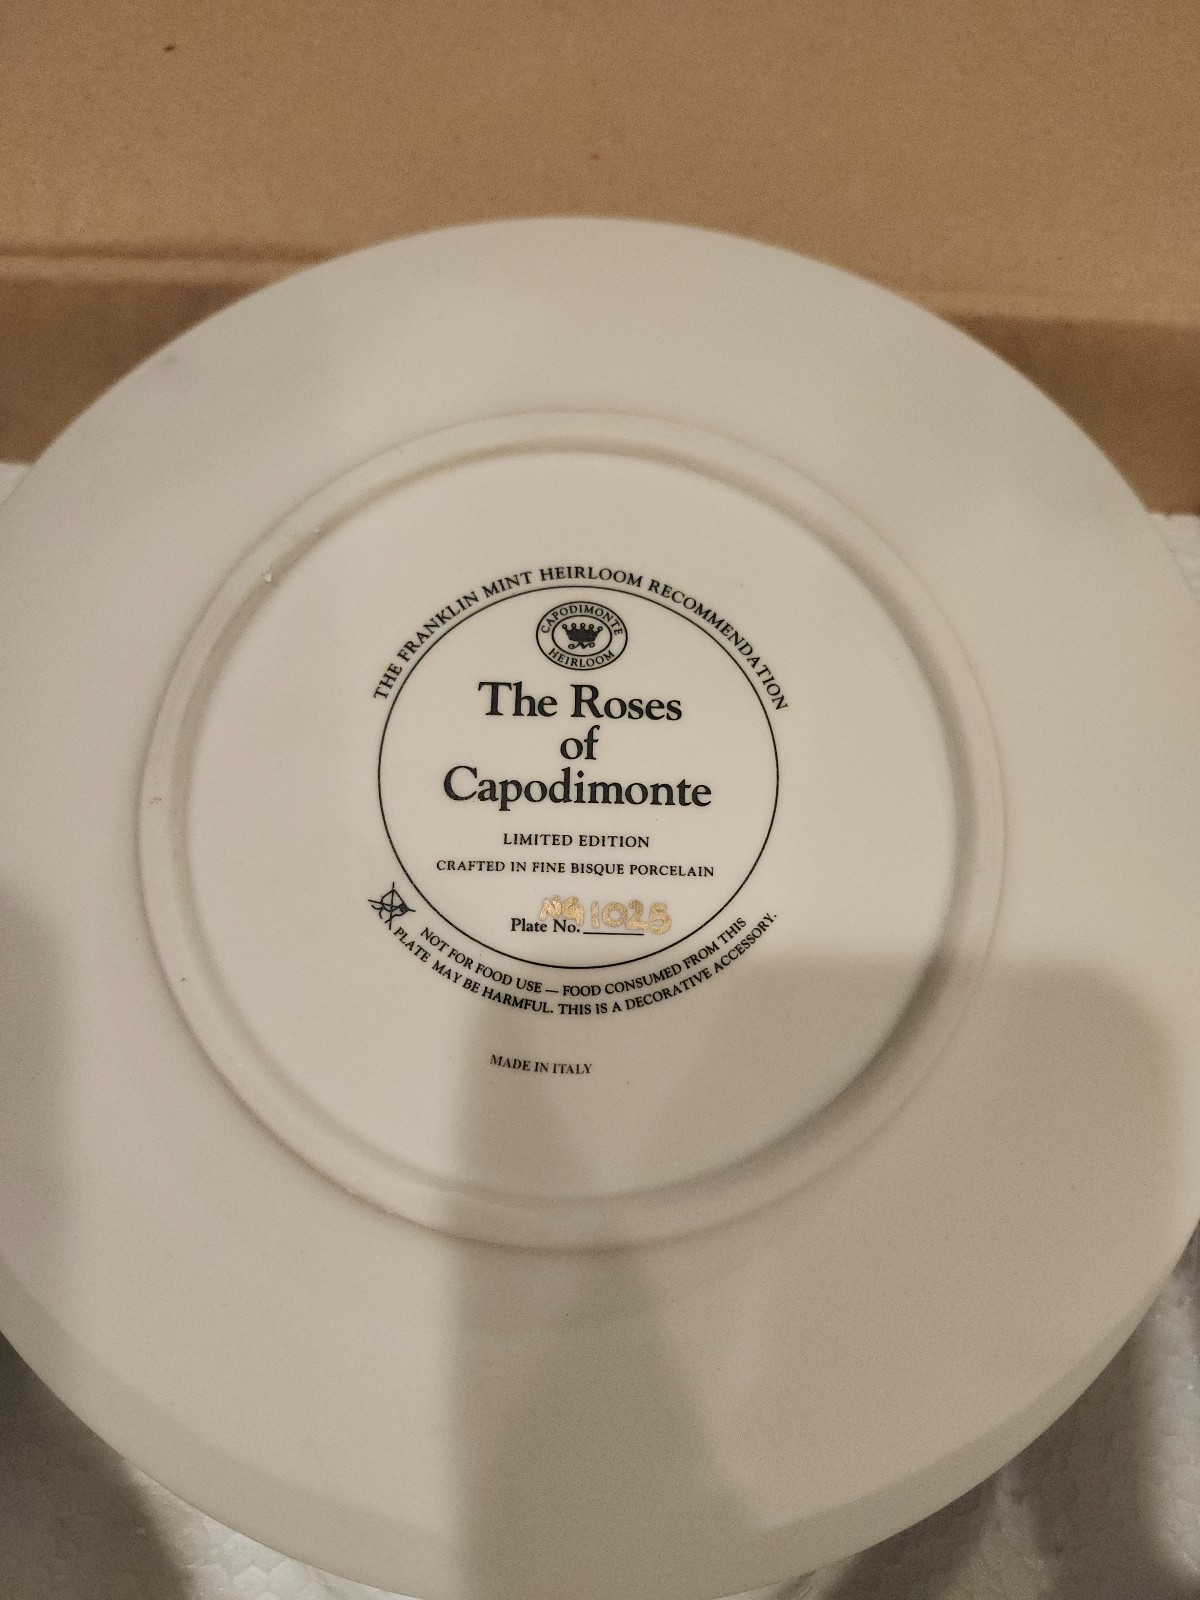 THE FRANKLIN MINT HEIRLOOM RECOMMENDATION
CAPODIMONTE
HEIRLOOM
The Roses
of
Capodimonte
LIMITED EDITION
CRAFTED IN FINE BISQUE PORCELAIN
Plate No.
NOT FOR FOOD USE — FOOD CONSUMED FROM THIS
PLATE MAY BE HARMFUL. THIS IS A DECORATIVE ACCESSORY.
MADE IN ITALY